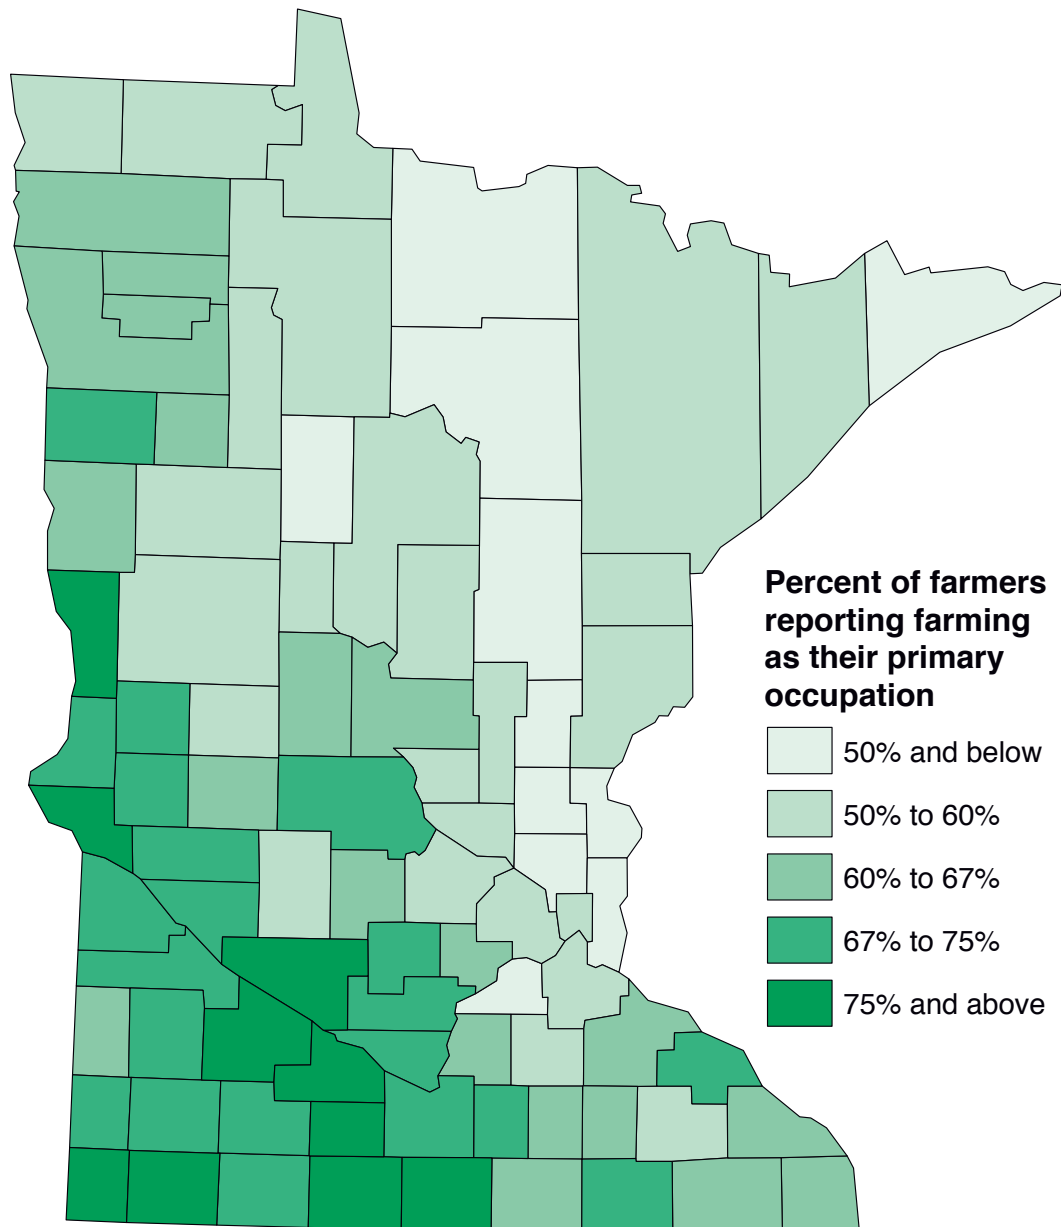 Percent of farmers
reporting farming
as their primary
occupation
50% and below
50% to 60%
60% to 67%
67% to 75%
75% and above